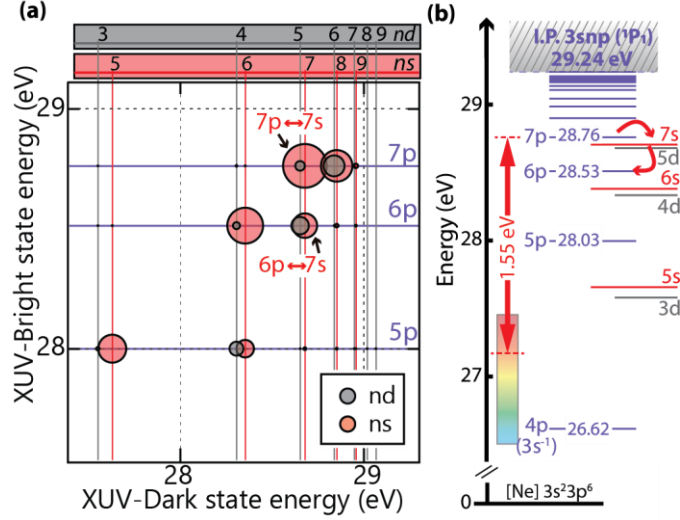 (a)
3 4 5 6 7 8 9 nd
5 6 7 8 9 ns
XUV-Bright state energy (eV)
29
28
7p↔7s
7p
6p
6p↔7s
5p
nd
ns
28 29
XUV-Dark state energy (eV)
(b)
I.P. 3snp (¹P₁)
29.24 eV
Energy (eV)
29
28
27
0
7p 28.76
7s
5d
6p 28.53
6s
4d
5p 28.03
5s
3d
1.55 eV
4p 26.62
(3s⁻¹)
[Ne] 3s²3p⁶